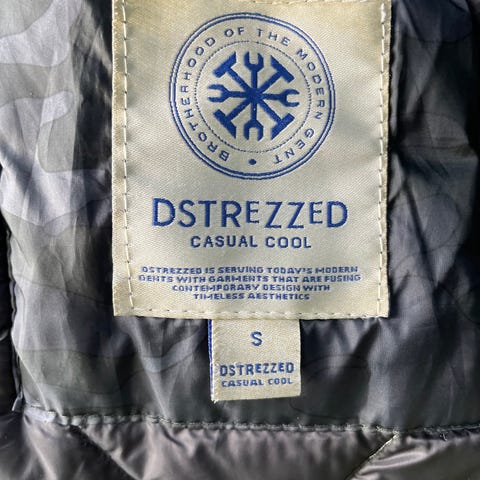 BROTHERHOOD OF THE MODERN GENT
DSTREZZED
CASUAL COOL
DSTREZZED IS SERVING TODAY'S MODERN
GENTS WITH GARMENTS THAT ARE FUSING
CONTEMPORARY DESIGN WITH
TIMELESS AESTHETICS
S
DSTREZZED
CASUAL COOL